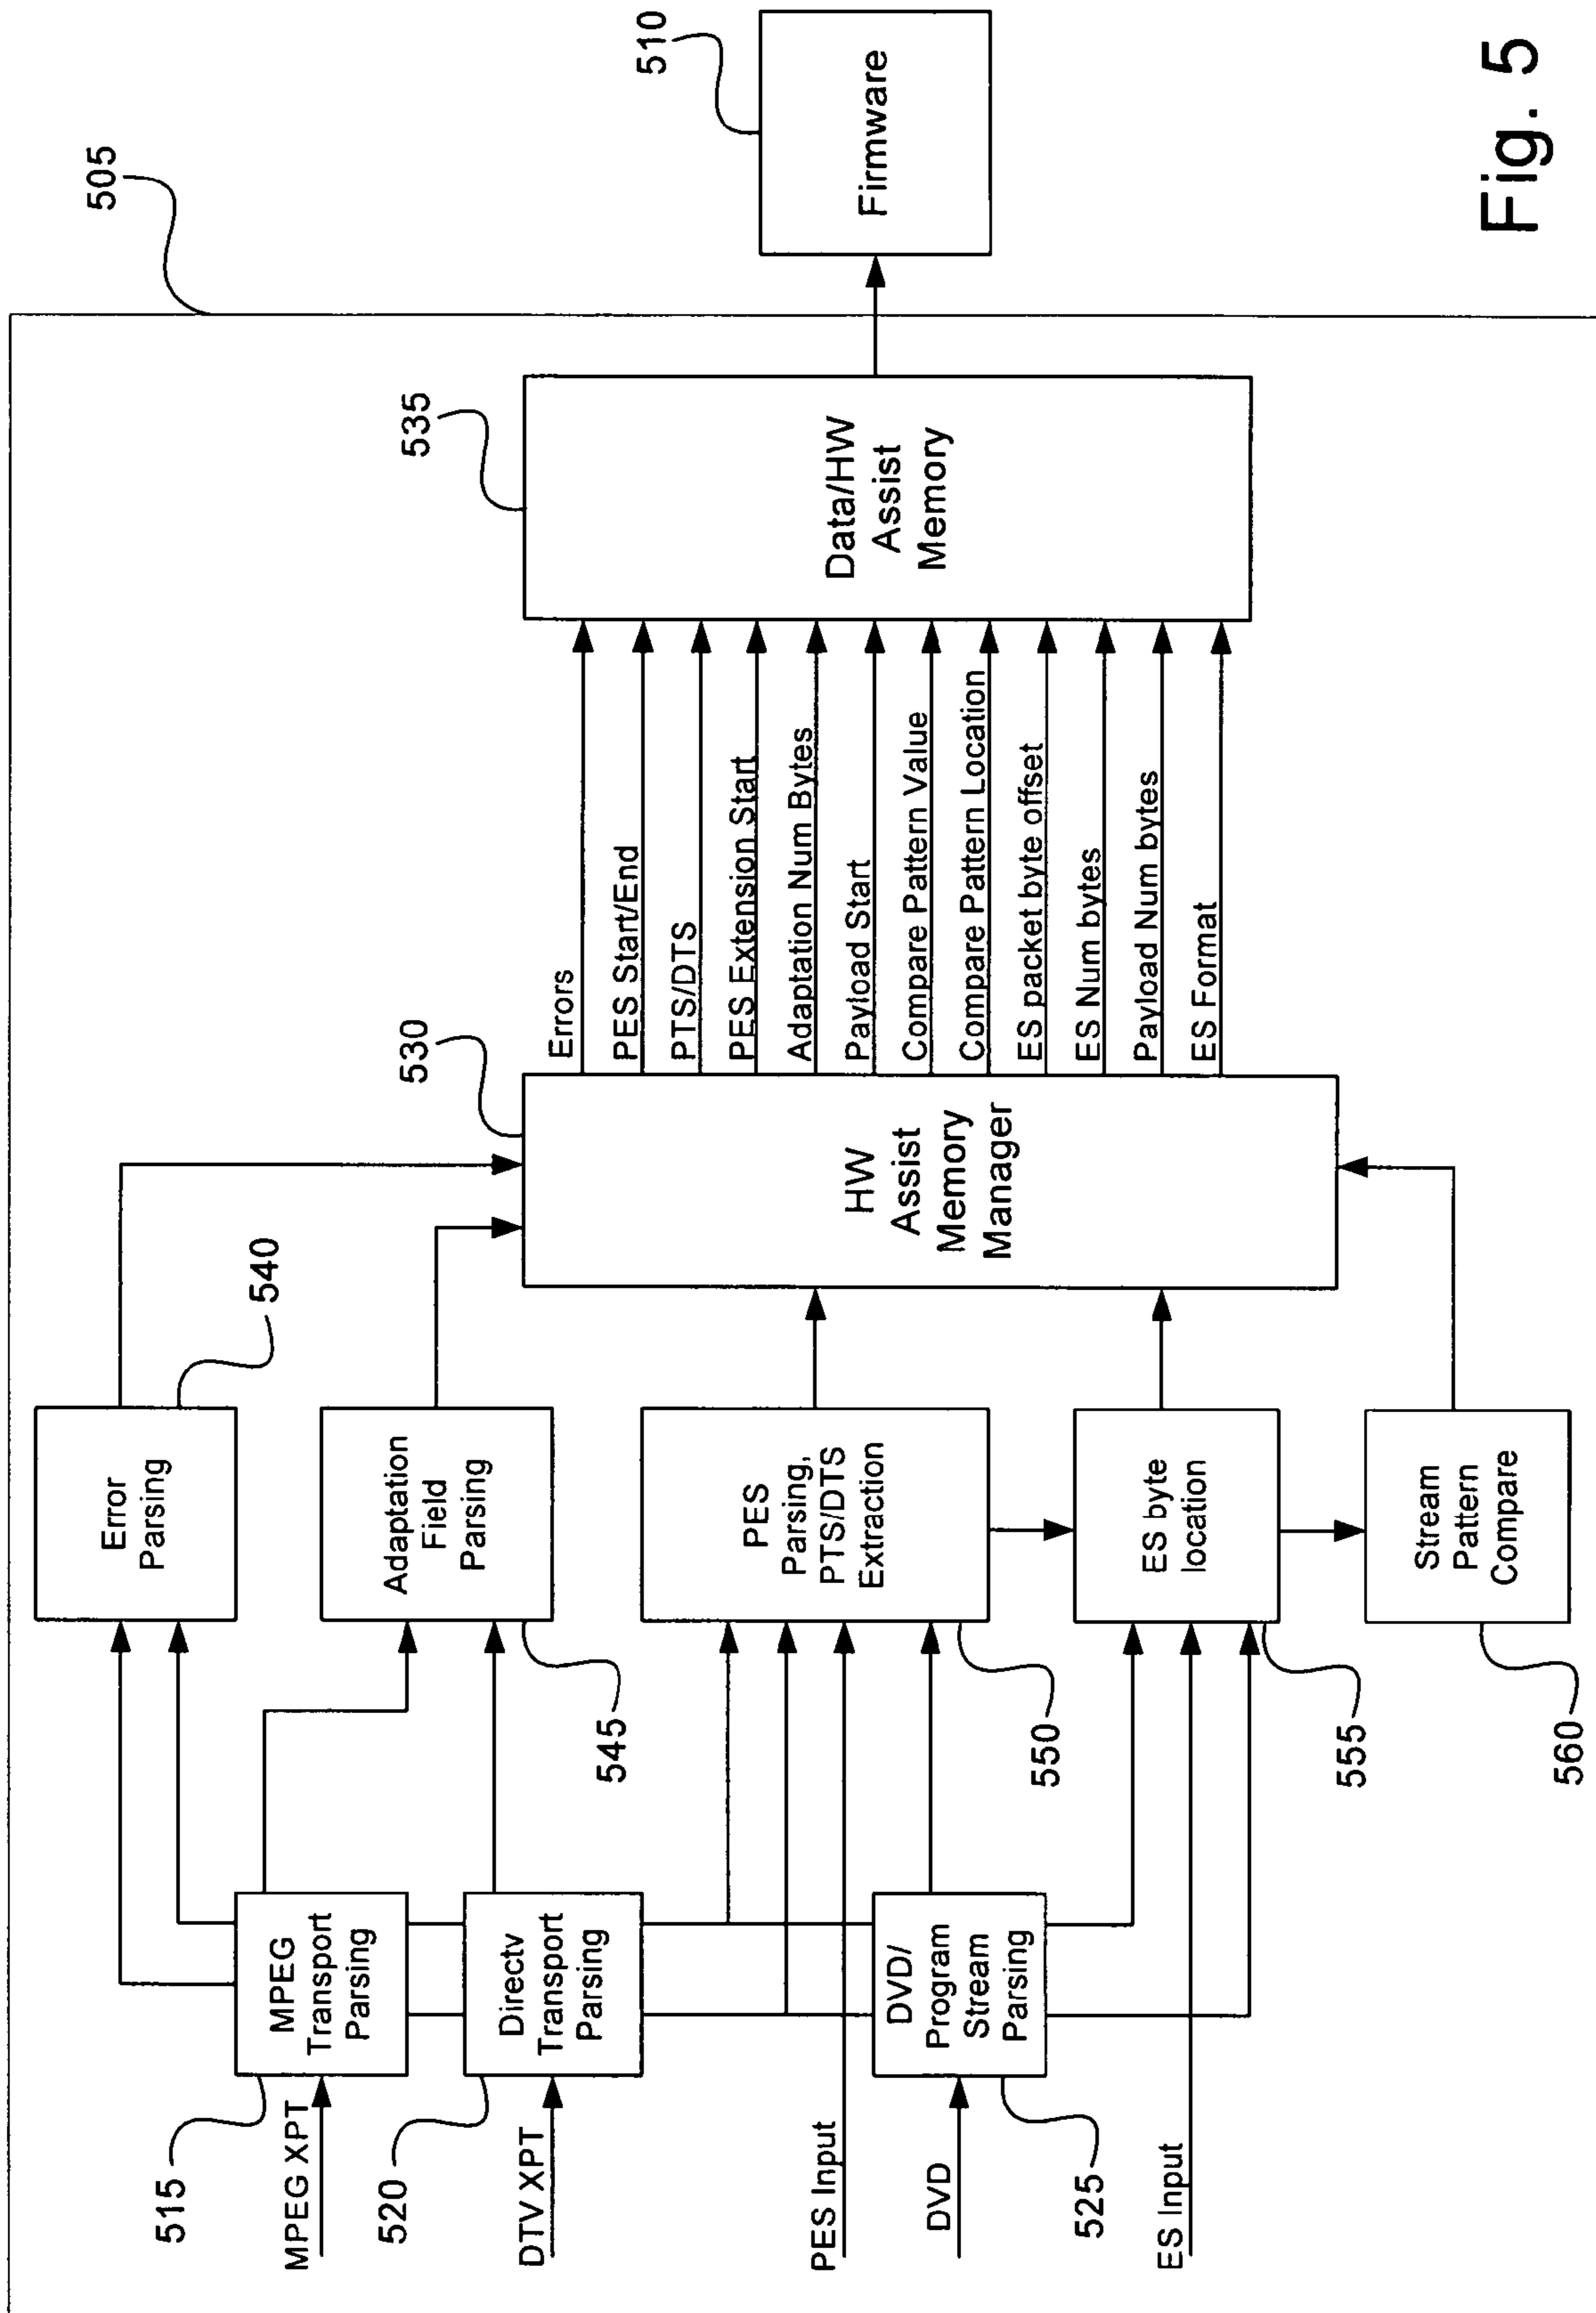 505
510
Firmware
535
Data/HW
Assist
Memory
Errors
PES Start/End
PTS/DTS
PES Extension Start
Adaptation Num Bytes
Payload Start
Compare Pattern Value
Compare Pattern Location
ES packet byte offset
ES Num bytes
Payload Num bytes
ES Format
530
HW
Assist
Memory
Manager
540
Error
Parsing
Adaptation
Field
Parsing
545
PES
Parsing,
PTS/DTS
Extraction
550
ES byte
location
555
Stream
Pattern
Compare
560
MPEG
Transport
Parsing
515
MPEG XPT
Directv
Transport
Parsing
520
DTV XPT
PES Input
DVD/
Program
Stream
Parsing
DVD
525
ES Input
Fig. 5